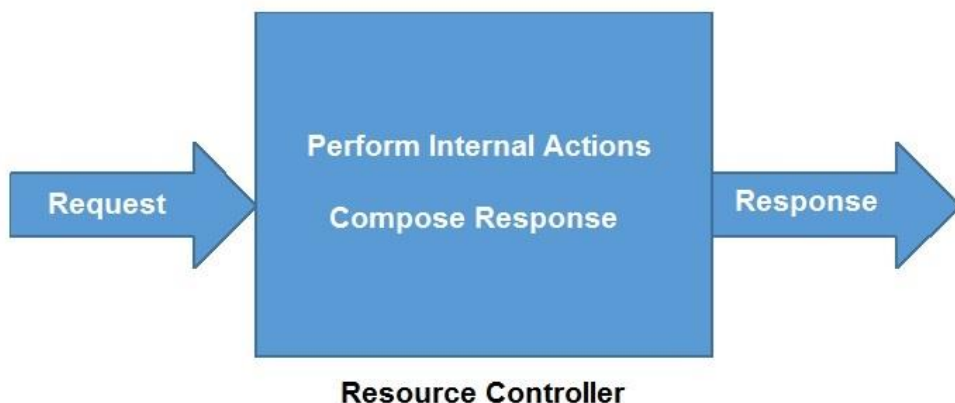 Perform Internal Actions
Request
Compose Response
Response
Resource Controller